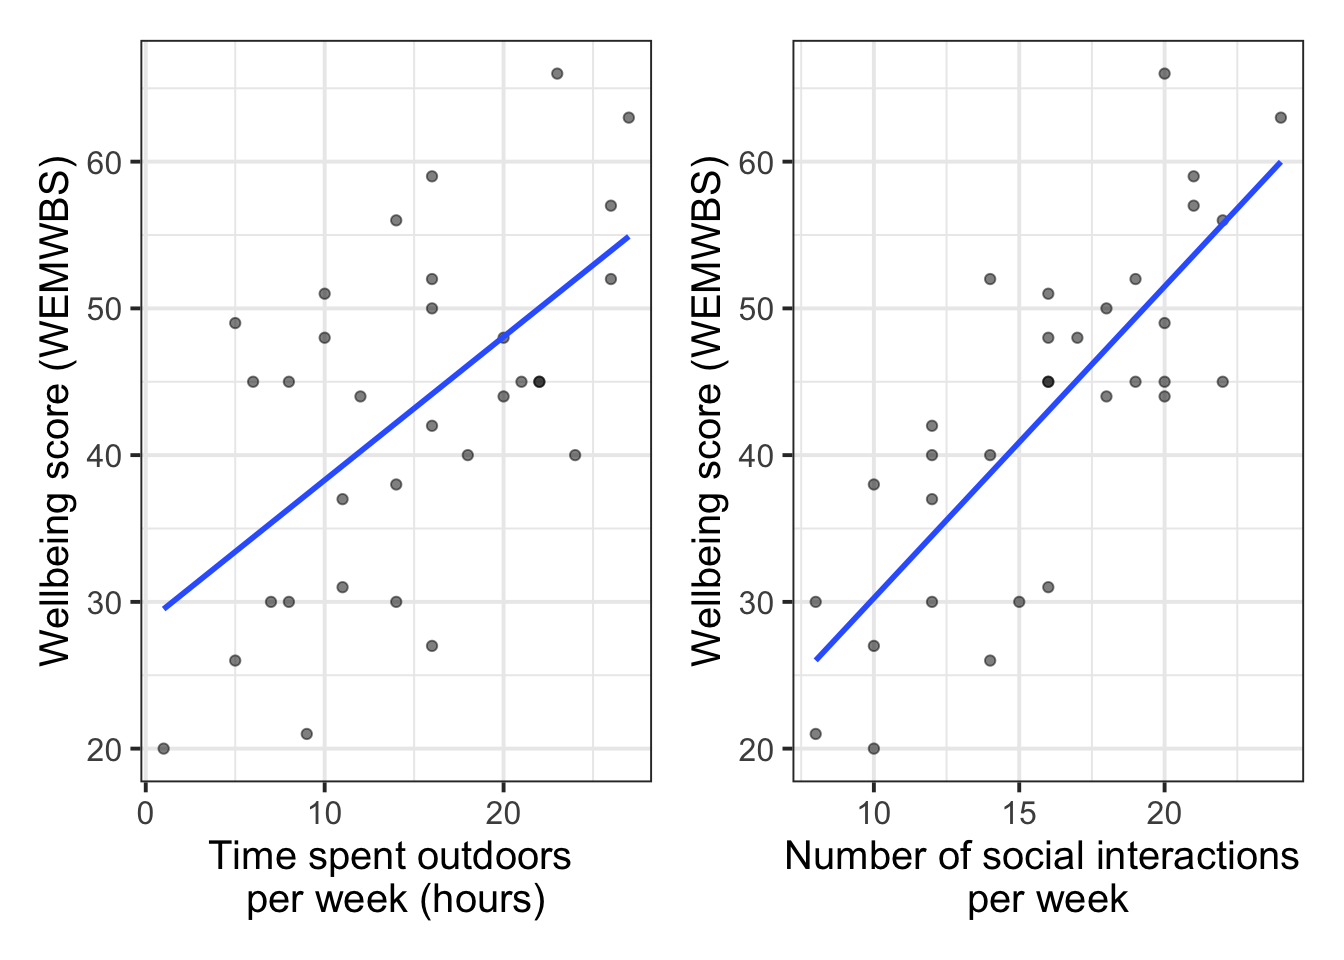 Wellbeing score (WEMWBS)
60
50
40
30
20
0 10 20
Time spent outdoors
per week (hours)
Wellbeing score (WEMWBS)
60
50
40
30
20
10 15 20
Number of social interactions
per week